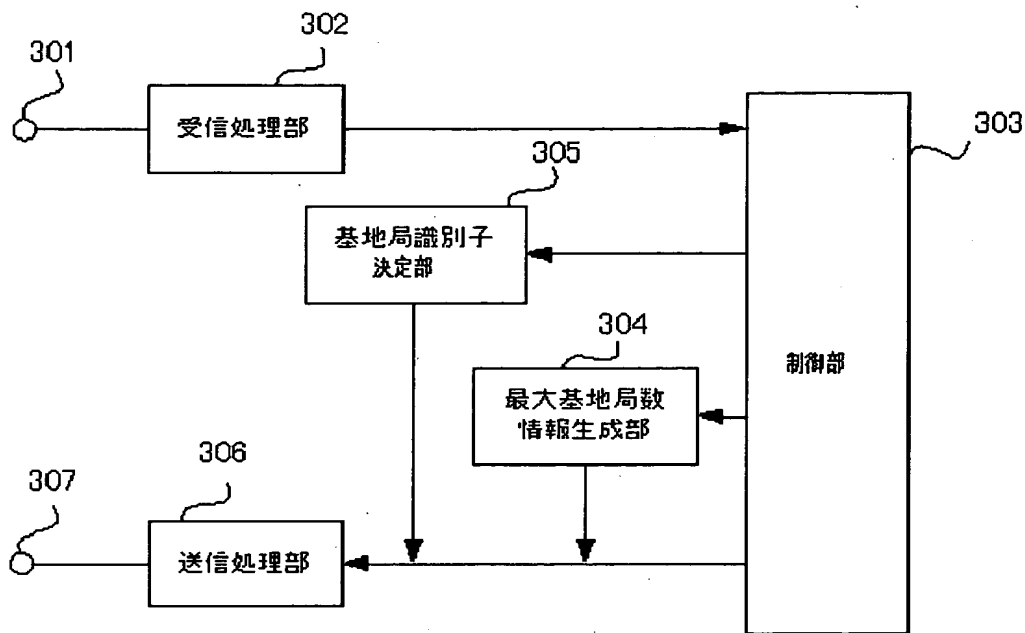 302
301
受信処理部
303
305
基地局識別子
決定部
304
制御部
最大基地局数
情報生成部
306
307
送信処理部